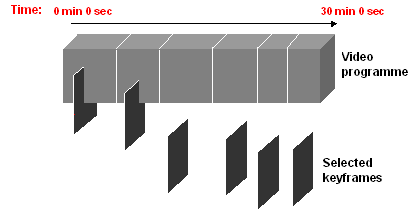 Time: 0 min 0 sec 30 min 0 sec
Video
programme
Selected
keyframes